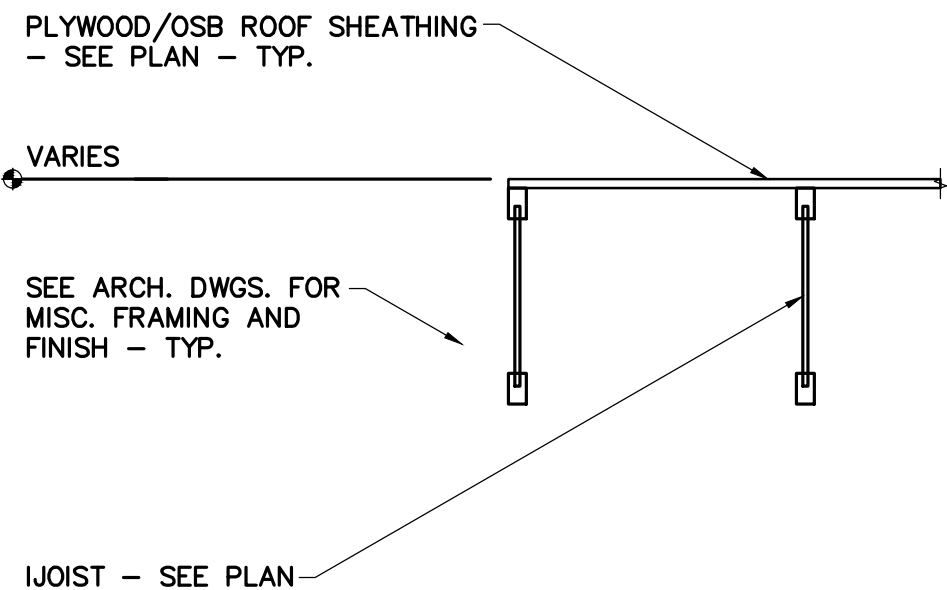 PLYWOOD/OSB ROOF SHEATHING
- SEE PLAN - TYP.
VARIES
SEE ARCH. DWGS. FOR
MISC. FRAMING AND
FINISH - TYP.
IJOIST - SEE PLAN